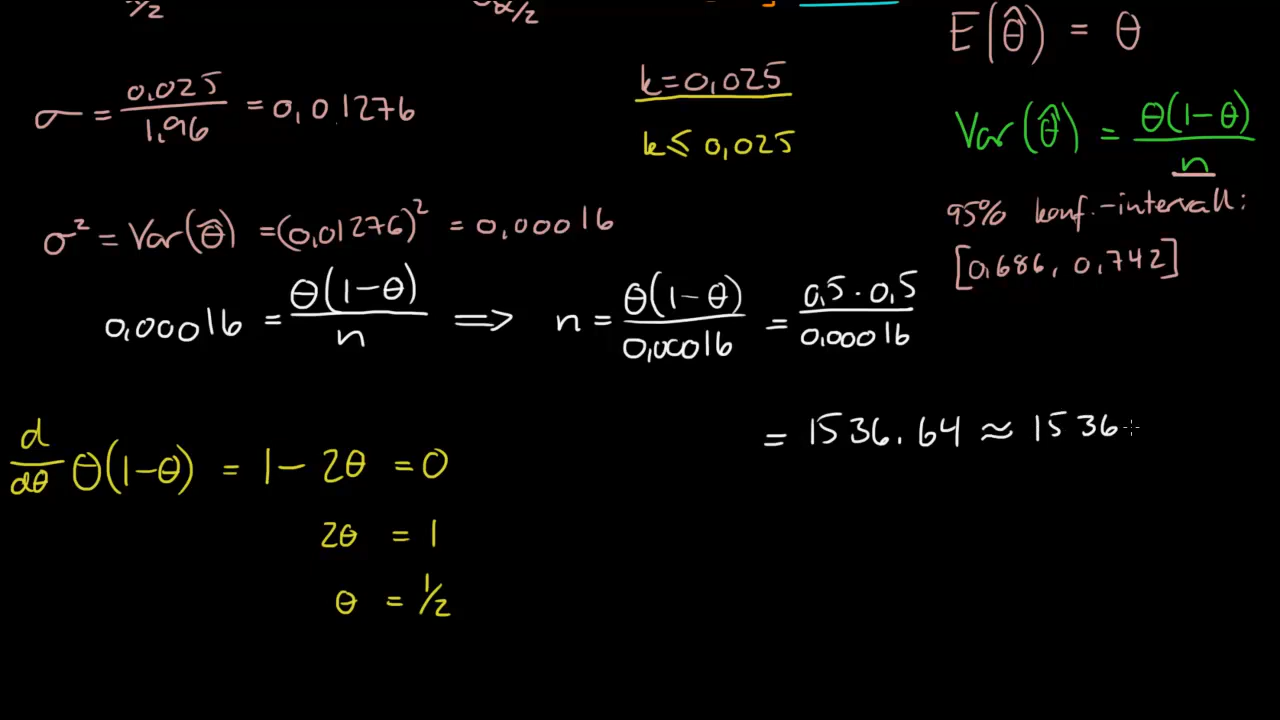 E(θ̂) = θ
k=0,025
σ = 0,025/1,96 = 0,01276
Var(θ̂) = θ(1-θ)/n
k ≤ 0,025
95% konf.-intervall:
σ² = Var(θ̂) = (0,01276)² = 0,00016
[0,686, 0,742]
0,00016 = θ(1-θ)/n ⟹ n = θ(1-θ)/0,00016 = 0,5 · 0,5/0,00016
= 1536.64 ≈ 1536
d/dθ θ(1-θ) = 1 - 2θ = 0
2θ = 1
θ = 1/2